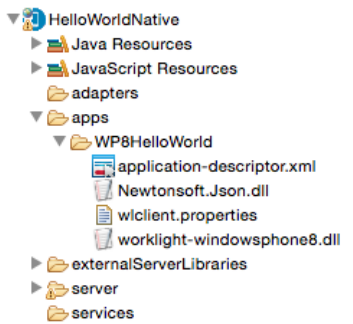 HelloWorldNative
Java Resources
JavaScript Resources
adapters
apps
WP8HelloWorld
application-descriptor.xml
Newtonsoft.Json.dll
wlclient.properties
worklight-windowsphone8.dll
externalServerLibraries
server
services